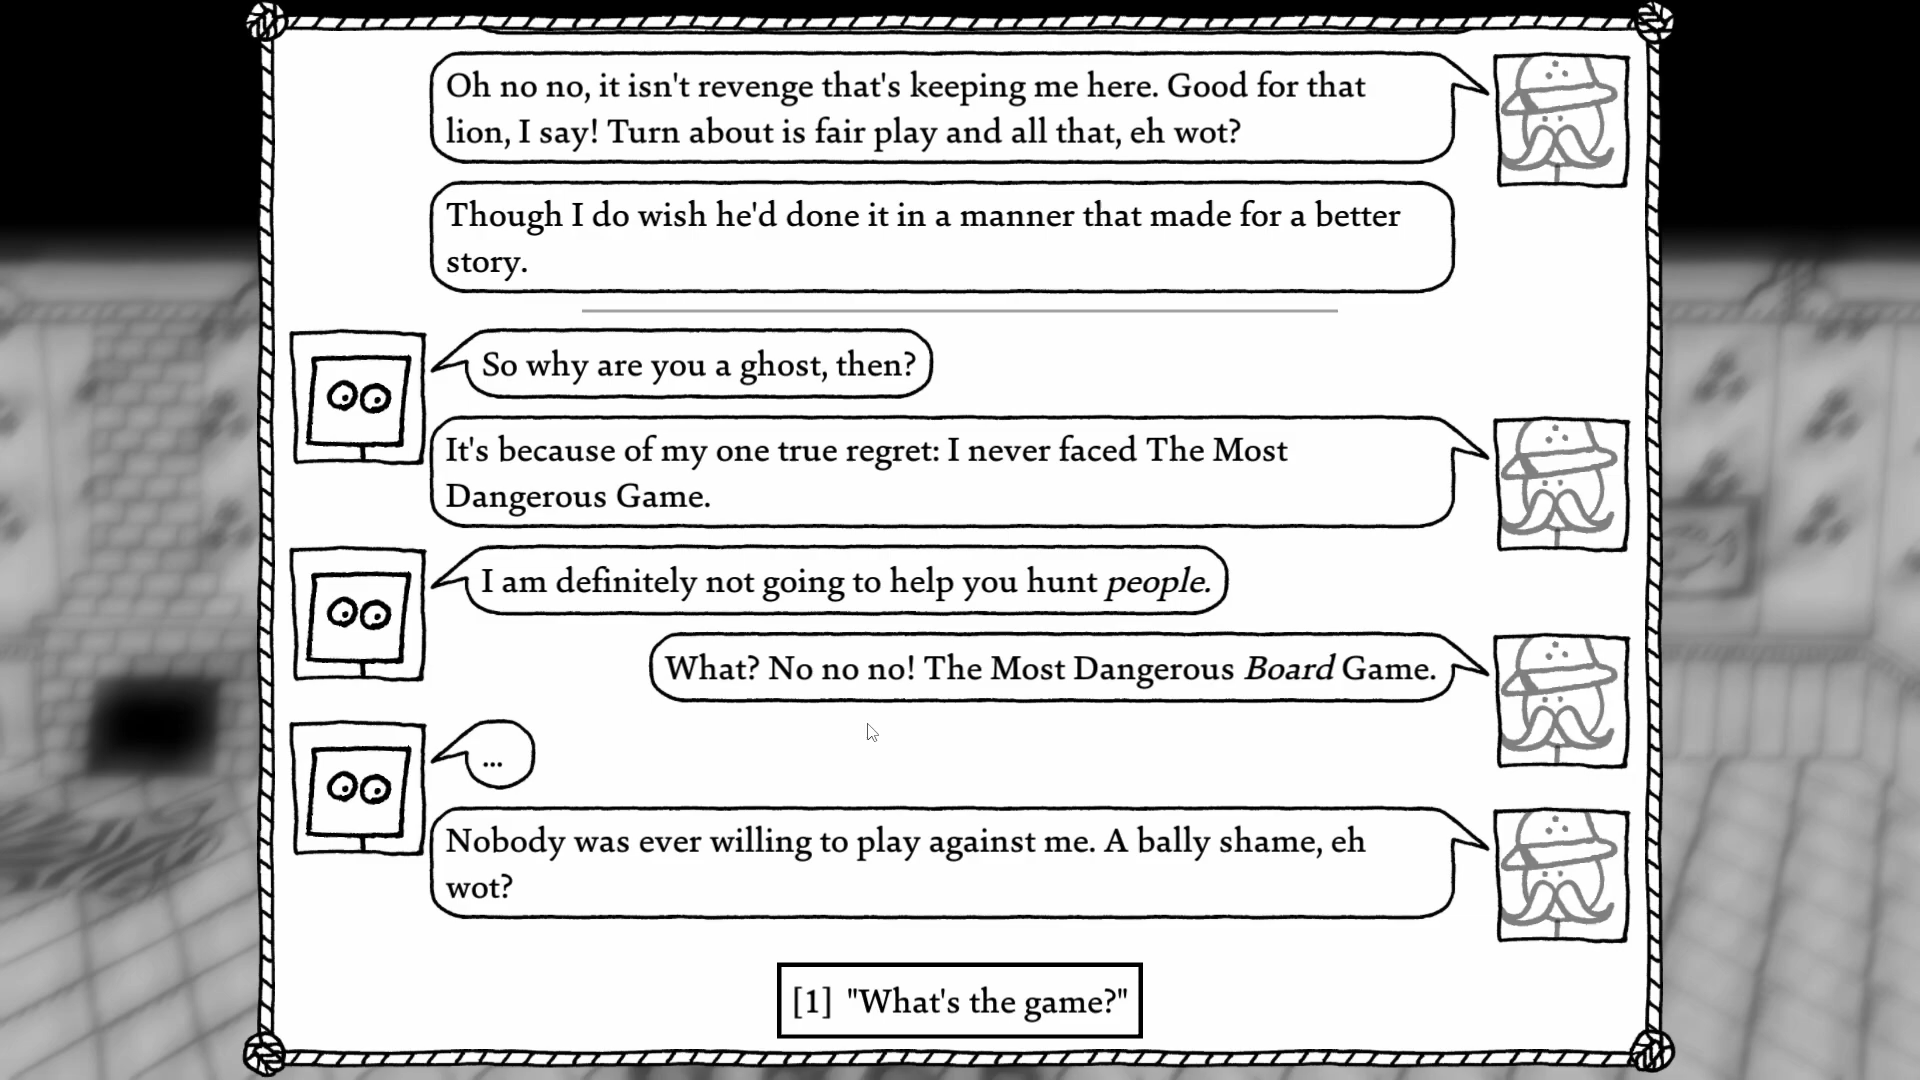 Oh no no, it isn't revenge that's keeping me here. Good for that
lion, I say! Turn about is fair play and all that, eh wot?
Though I do wish he'd done it in a manner that made for a better
story.
So why are you a ghost, then?
It's because of my one true regret: I never faced The Most
Dangerous Game.
I am definitely not going to help you hunt people.
What? No no no! The Most Dangerous Board Game.
...
Nobody was ever willing to play against me. A bally shame, eh
wot?
[1] "What's the game?"